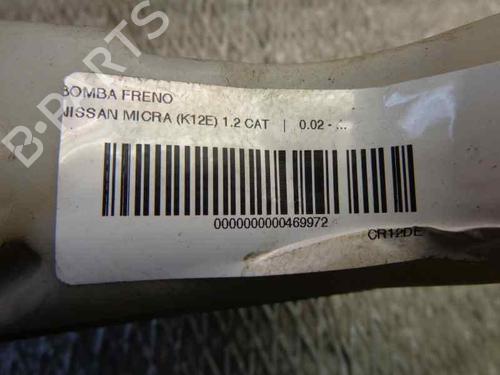 B-PARTS
BOMBA FRENO
NISSAN MICRA (K12E) 1.2 CAT | 0.02 - ...
0000000000469972
CR12DE